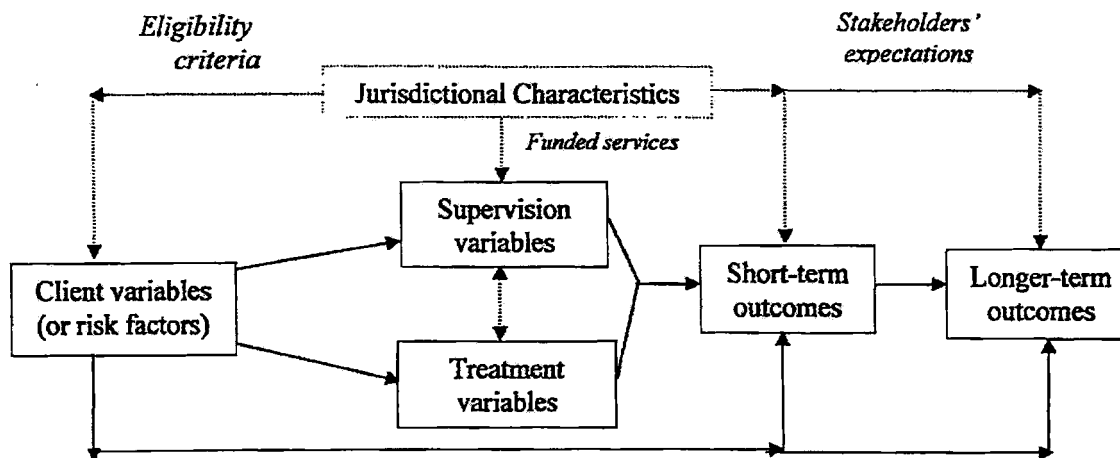 Eligibility
criteria
Stakeholders'
expectations
Jurisdictional Characteristics
Funded services
Supervision
variables
Client variables
(or risk factors)
Short-term
outcomes
Longer-term
outcomes
Treatment
variables